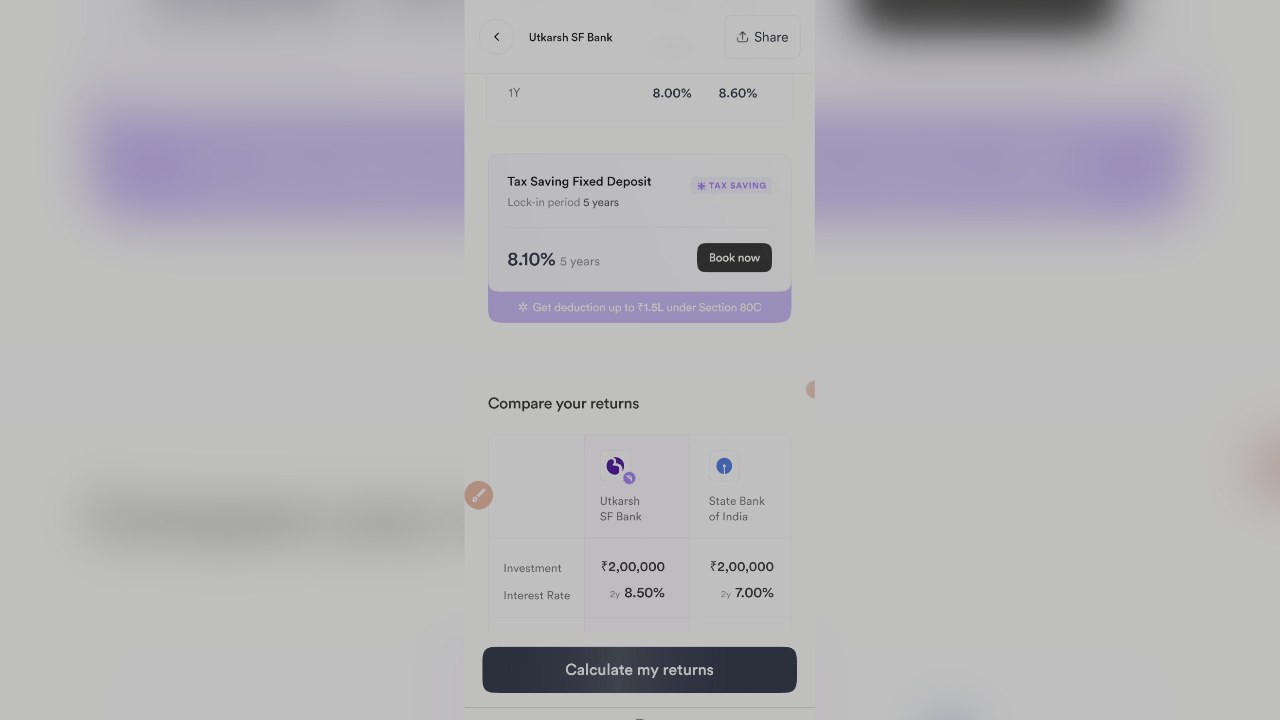 Utkarsh SF Bank
Share
1Y 8.00% 8.60%
Tax Saving Fixed Deposit
TAX SAVING
Lock-in period 5 years
8.10% 5 years
Book now
Get deduction up to ₹1.5L under Section 80C
Compare your returns
Utkarsh
SF Bank
State Bank
of India
Investment ₹2,00,000 ₹2,00,000
Interest Rate 2y 8.50% 2y 7.00%
Calculate my returns